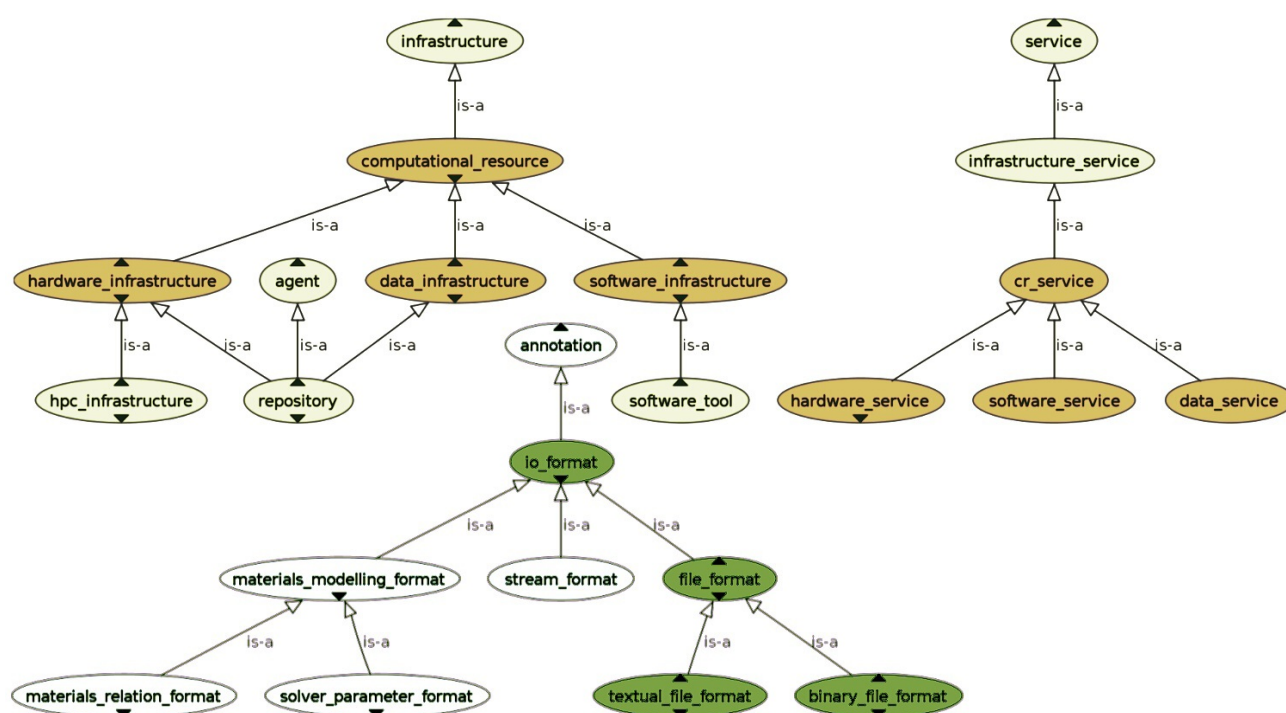 infrastructure
service
is-a
is-a
computational_resource
infrastructure_service
is-a
is-a
is-a
is-a
hardware_infrastructure
agent
data_infrastructure
software_infrastructure
cr_service
annotation
is-a
is-a
is-a
is-a
is-a
is-a
is-a
is-a
hpc_infrastructure
repository
software_tool
hardware_service
software_service
data_service
is-a
io_format
is-a
is-a
is-a
materials_modelling_format
stream_format
file_format
is-a
is-a
is-a
is-a
materials_relation_format
solver_parameter_format
textual_file_format
binary_file_format